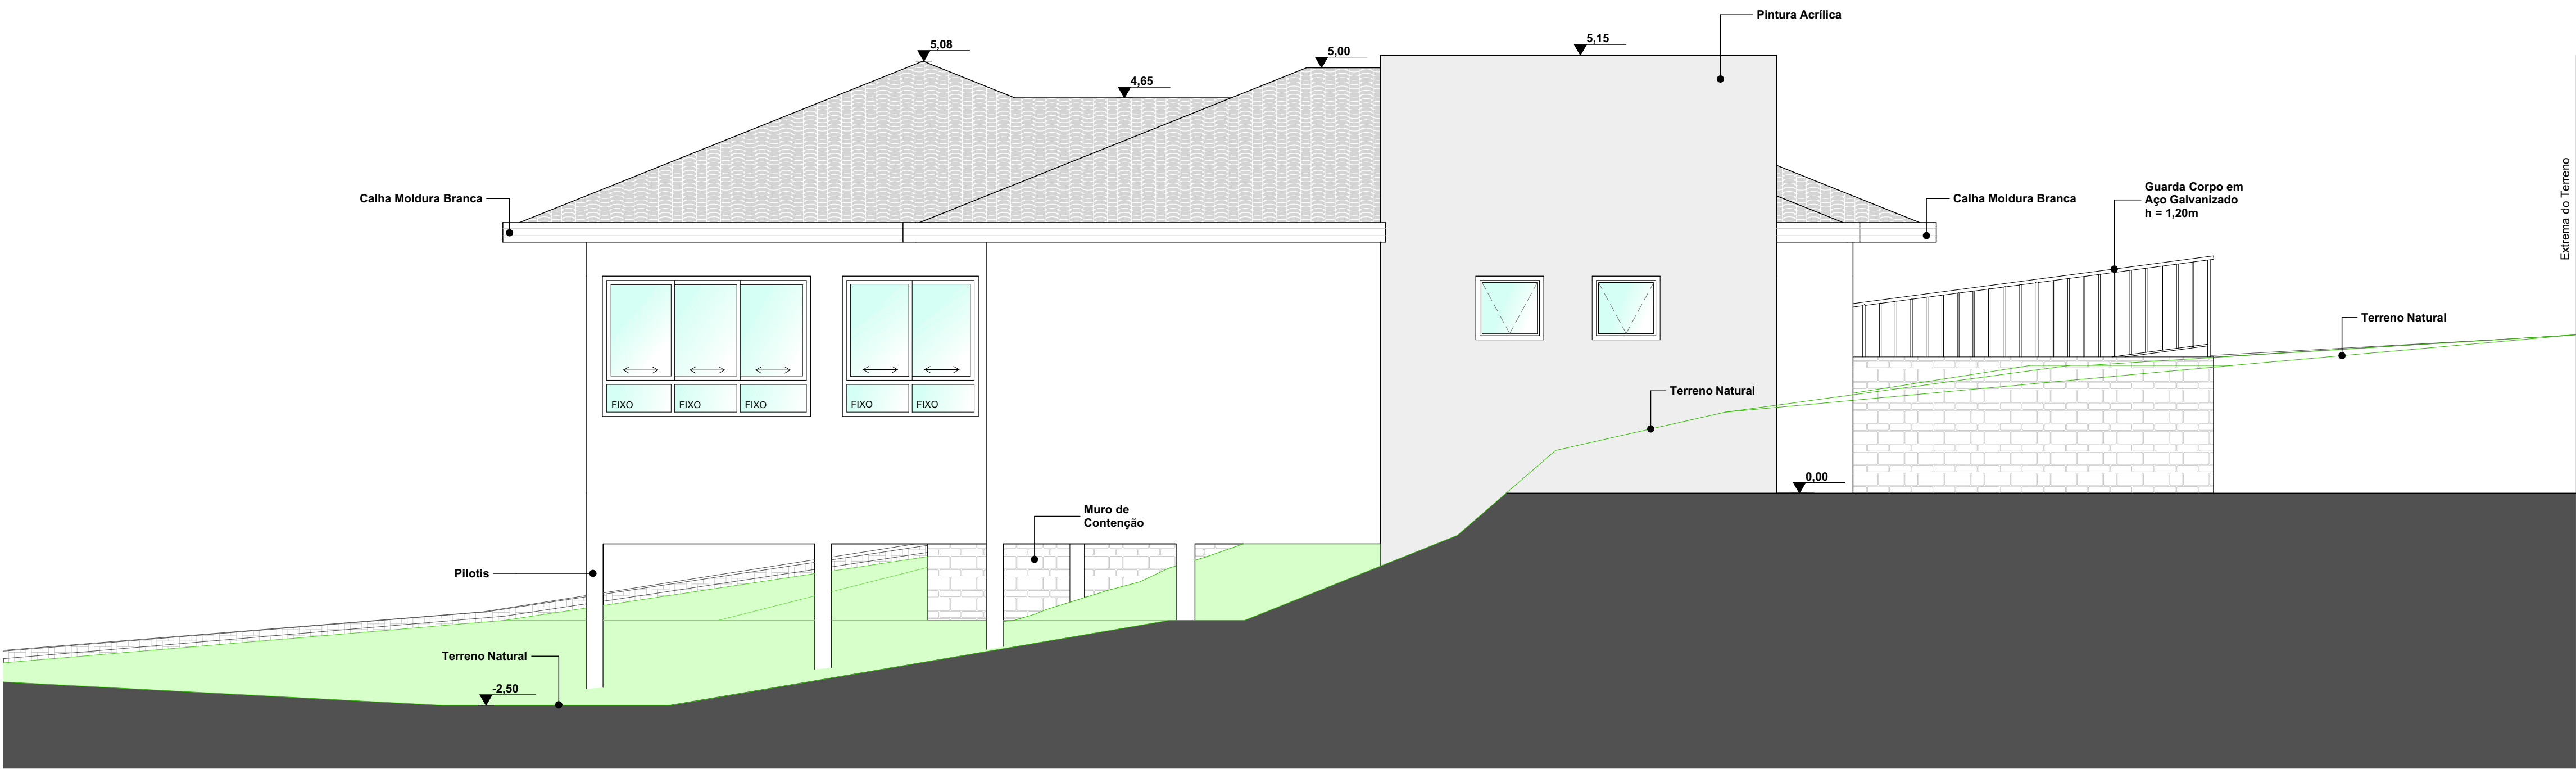 Pintura Acrílica
5,15
5,08
5,00
4,65
Extrema do Terreno
Calha Moldura Branca
Calha Moldura Branca
Guarda Corpo em
Aço Galvanizado
h = 1,20m
Terreno Natural
Terreno Natural
FIXO
FIXO
FIXO
FIXO
FIXO
0,00
Muro de
Contenção
Pilotis
Terreno Natural
-2,50